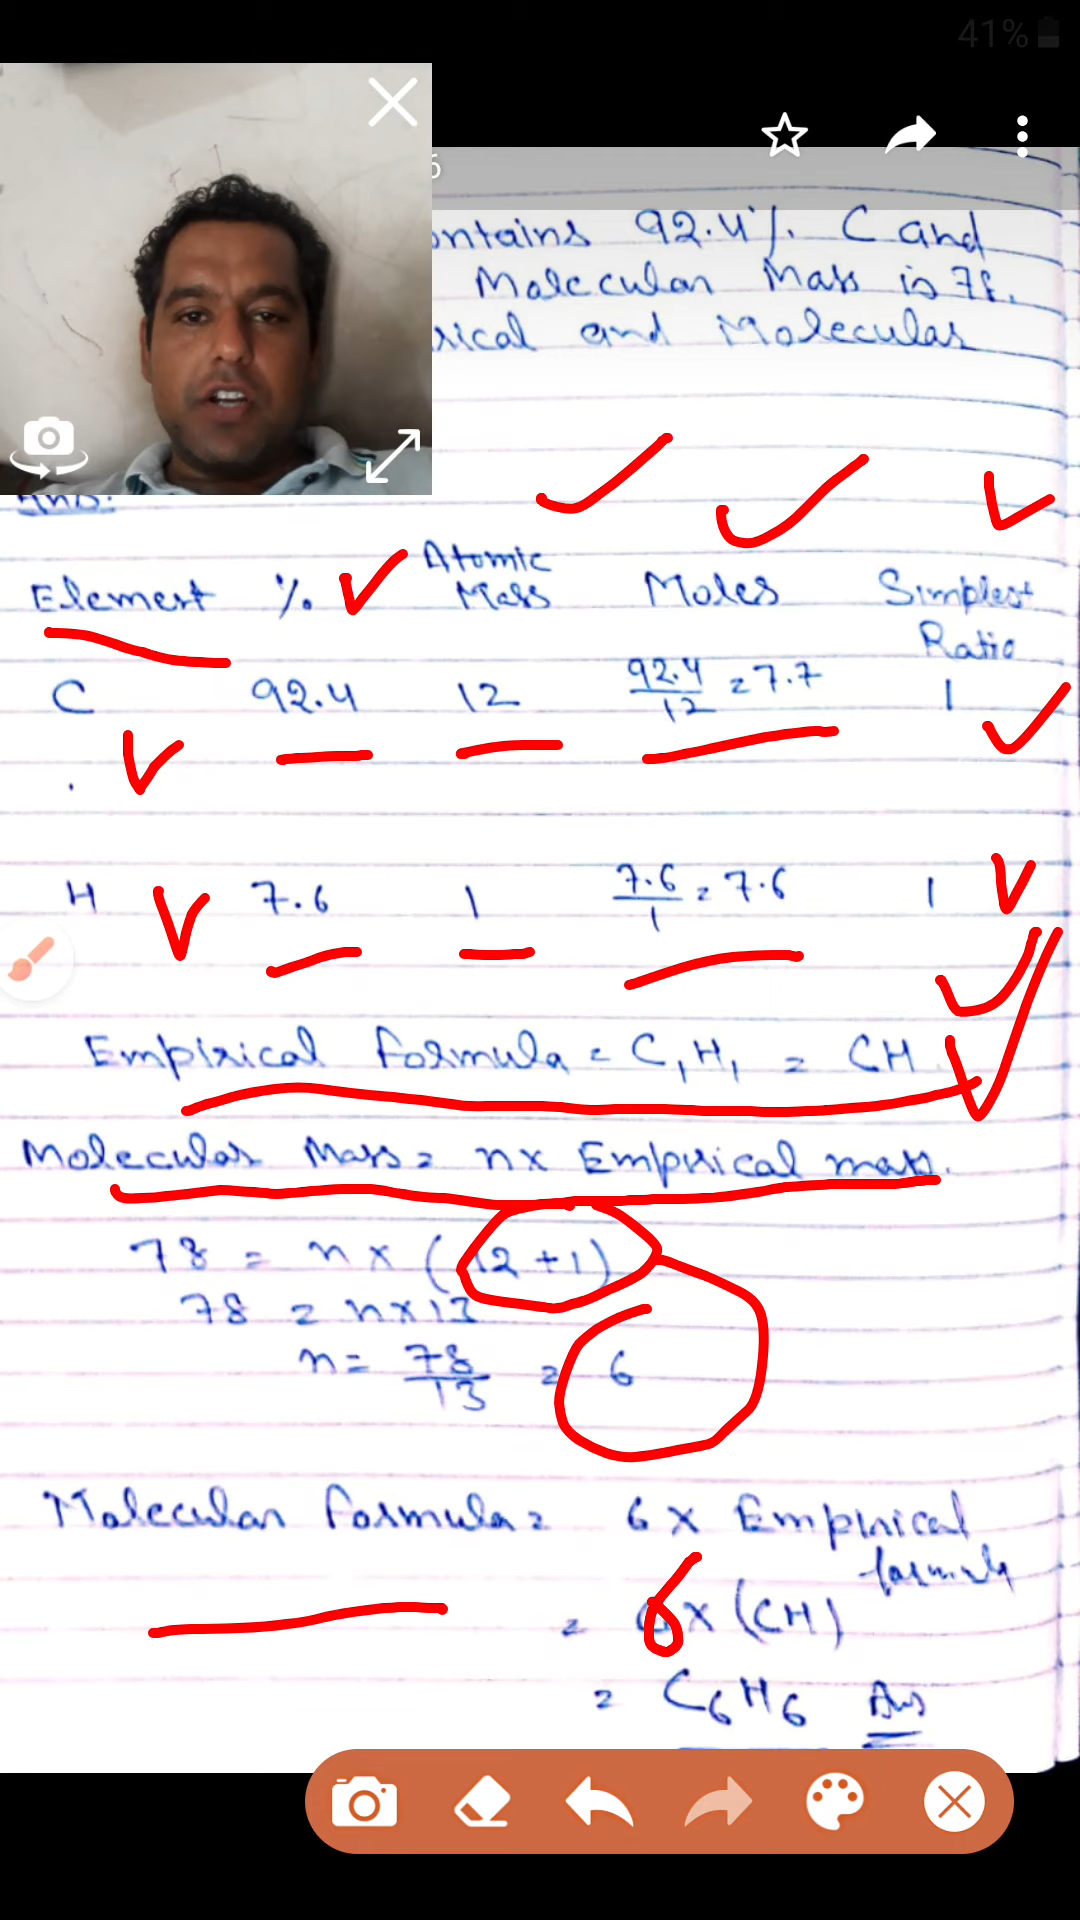 41%
6
ontains 92.4% C and
Molecular Mass is 78.
rical and Molecular
Ans:
Element % Atomic Mass Moles Simplest Ratio
C 92.4 12 92.4/12 = 7.7 1
H 7.6 1 7.6/1 = 7.6 1
Empirical formula = C₁H₁ = CH
Molecular Mass = n x Empirical mass.
78 = n x (12 + 1)
78 = n x 13
n = 78/13 = 6
Molecular formula = 6 x Empirical formula
= 6 x (CH)
= C₆H₆ Ans